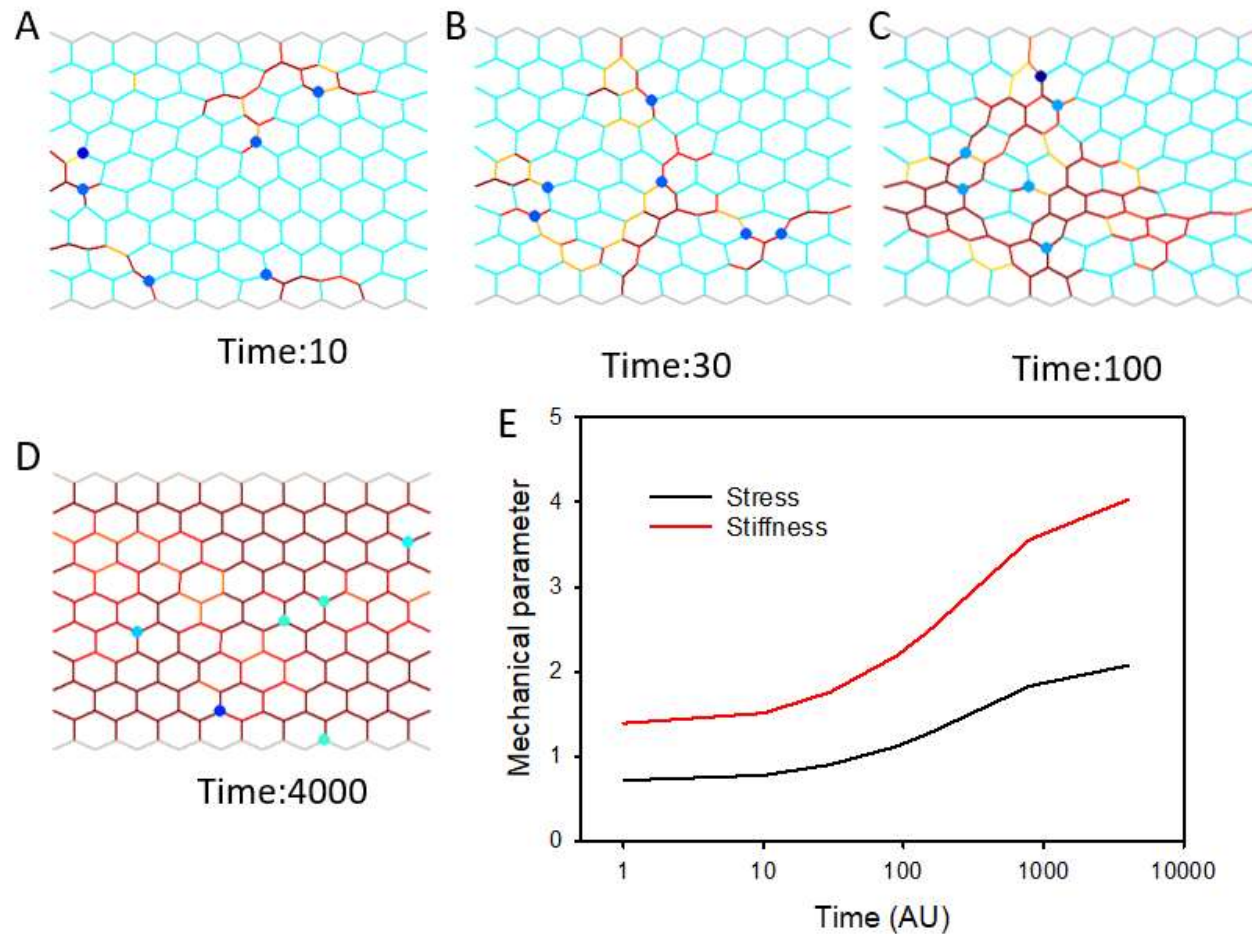 A
B
C
Time:10
Time:30
Time:100
D
Time:4000
E
5
4
3
2
1
0
Mechanical parameter
Stress
Stiffness
1
10
100
1000
10000
Time (AU)